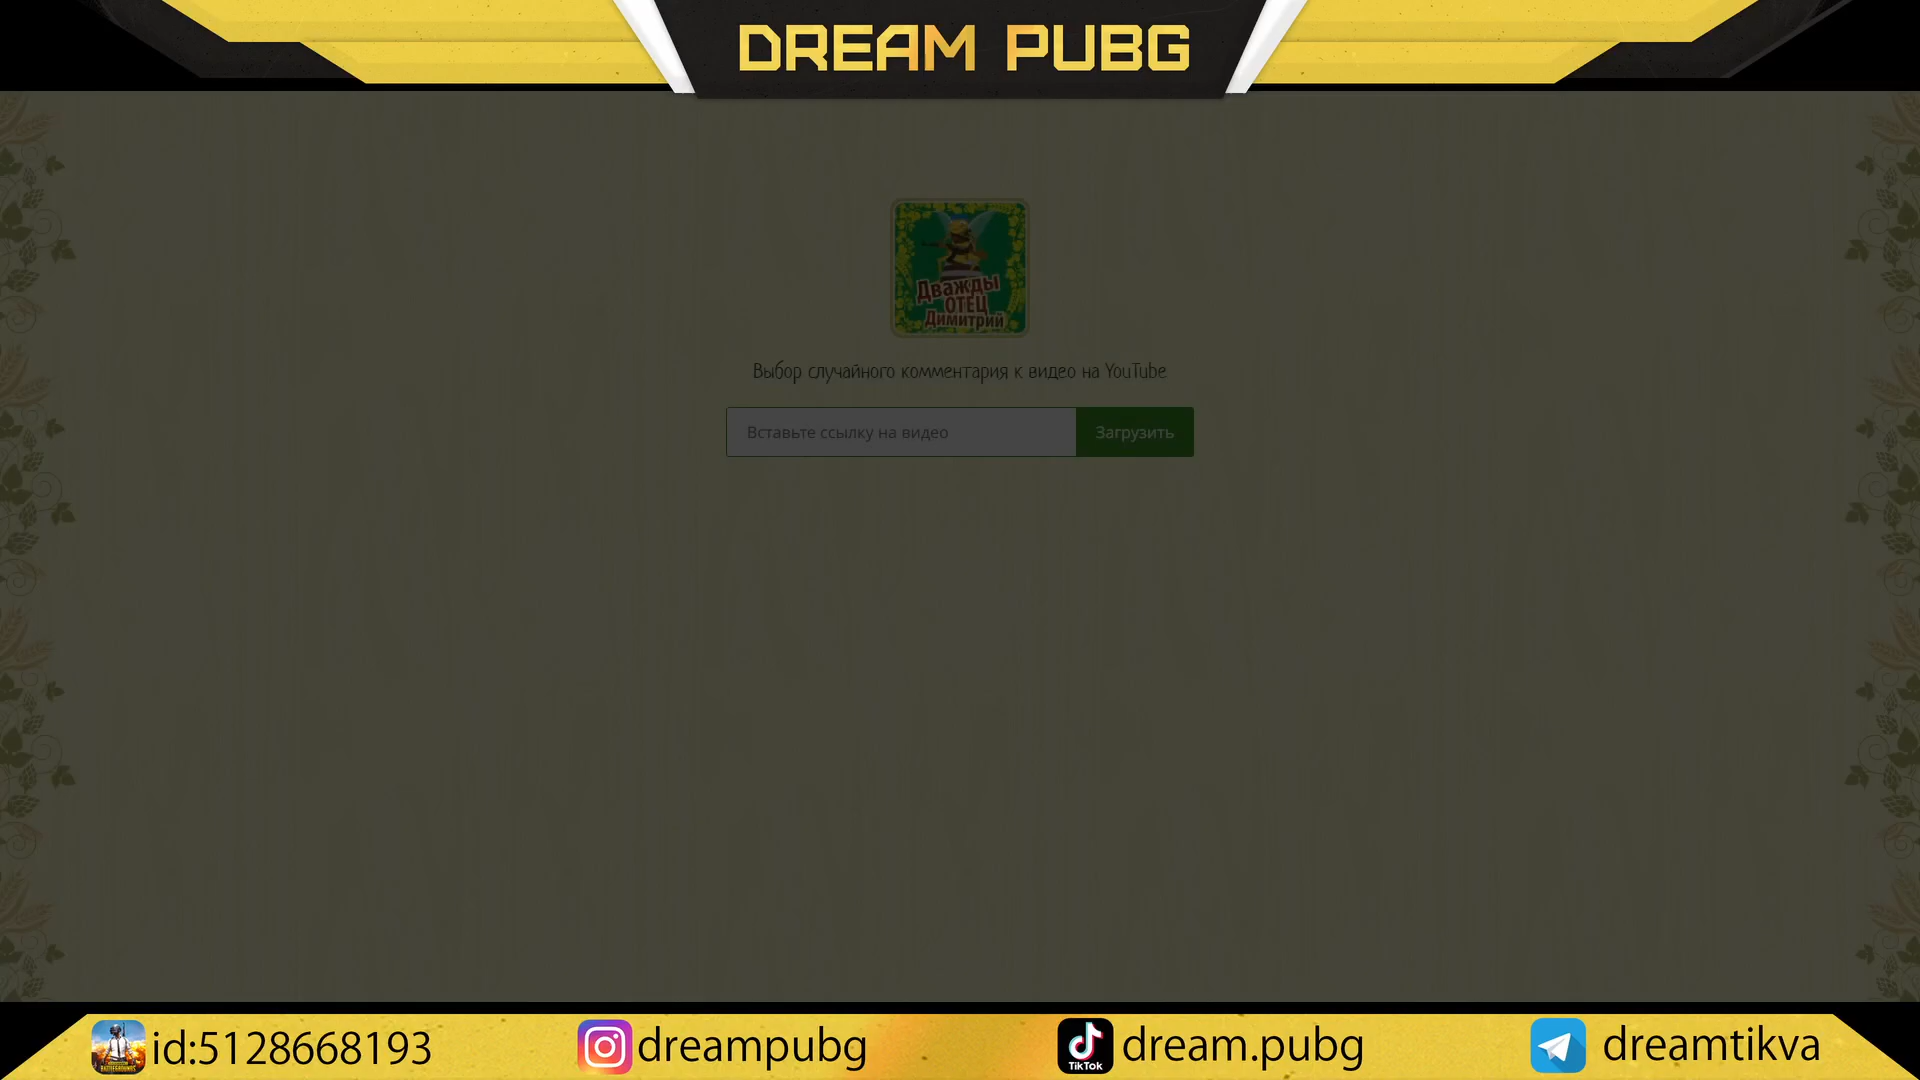 DREAM PUBG
Дважды
ОТЕЦ
Димитрий
Выбор случайного комментария к видео на YouTube
Вставьте ссылку на видео
Загрузить
id:5128668193
dreampubg
TikTok
dream.pubg
dreamtikva